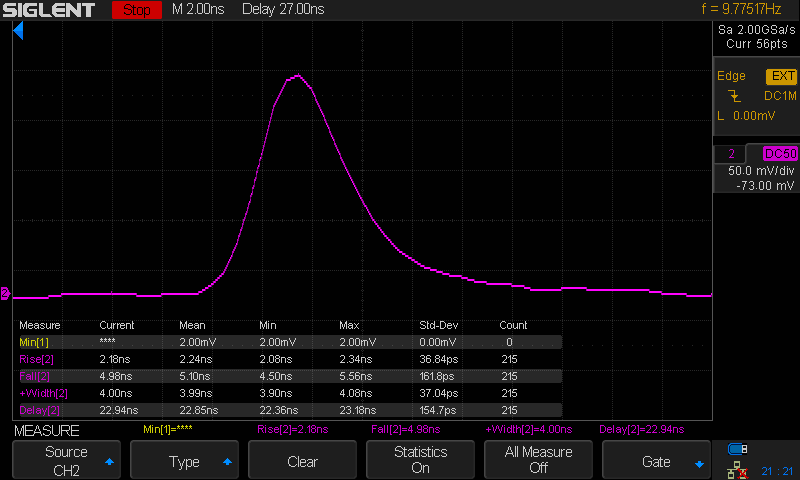 SIGLENT Stop M 2.00ns Delay 27.00ns f = 9.77517Hz
Sa 2.00GSa/s
Curr 56pts
Edge EXT
DC1M
L 0.00mV
2 DC50
50.0 mV/div
-73.00 mV
2
Measure Current Mean Min Max Std-Dev Count
Min[1] **** 2.00mV 2.00mV 2.00mV 0.00mV 0
Rise[2] 2.18ns 2.24ns 2.08ns 2.34ns 36.84ps 215
Fall[2] 4.98ns 5.10ns 4.50ns 5.56ns 161.8ps 215
+Width[2] 4.00ns 3.99ns 3.90ns 4.08ns 37.04ps 215
Delay[2] 22.94ns 22.85ns 22.36ns 23.18ns 154.7ps 215
MEASURE Min[1]=**** Rise[2]=2.18ns Fall[2]=4.98ns +Width[2]=4.00ns Delay[2]=22.94ns
Source CH2 Type Clear Statistics On All Measure Off Gate
21 : 21